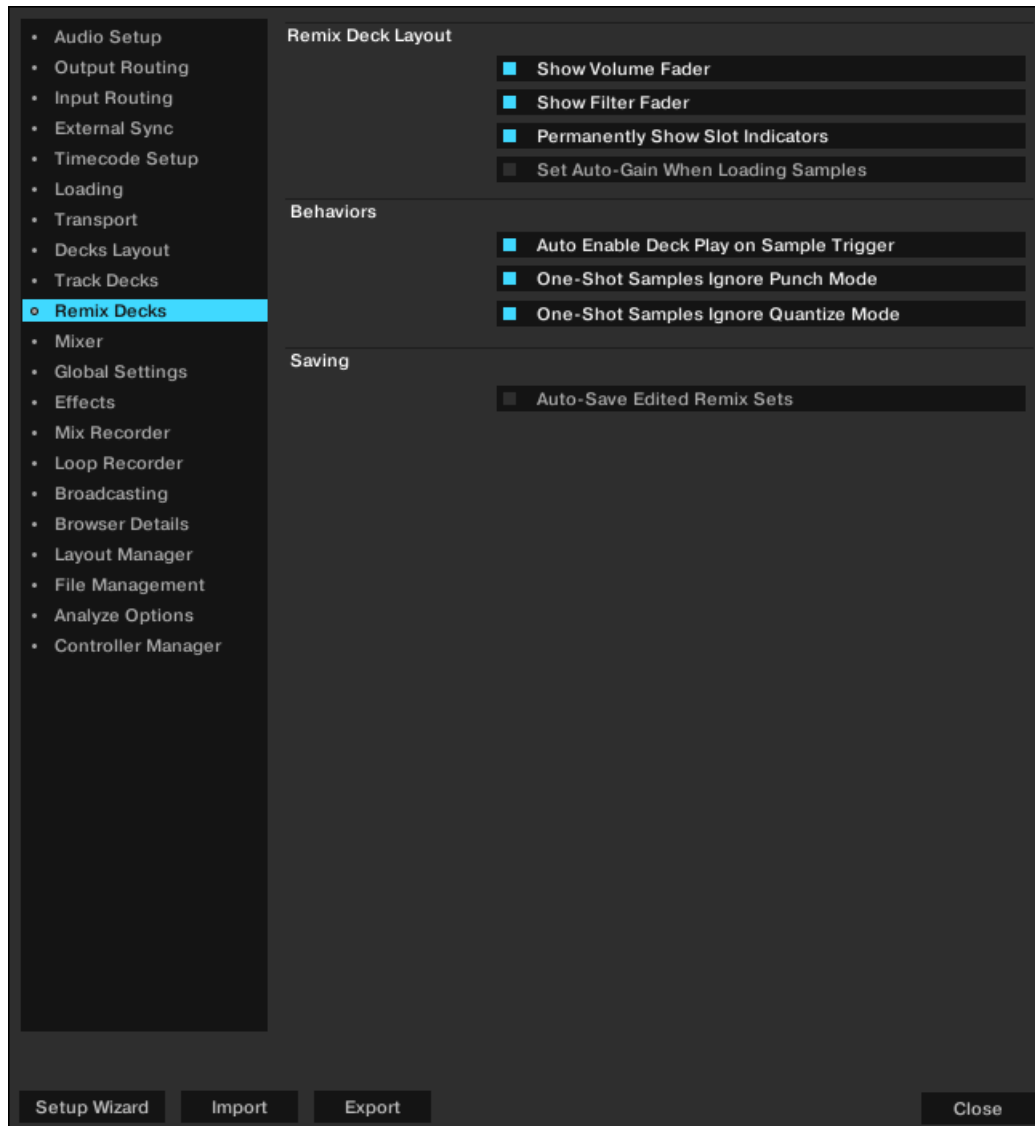 Audio Setup
Output Routing
Input Routing
External Sync
Timecode Setup
Loading
Transport
Decks Layout
Track Decks
Remix Decks
Mixer
Global Settings
Effects
Mix Recorder
Loop Recorder
Broadcasting
Browser Details
Layout Manager
File Management
Analyze Options
Controller Manager
Remix Deck Layout
Show Volume Fader
Show Filter Fader
Permanently Show Slot Indicators
Set Auto-Gain When Loading Samples
Behaviors
Auto Enable Deck Play on Sample Trigger
One-Shot Samples Ignore Punch Mode
One-Shot Samples Ignore Quantize Mode
Saving
Auto-Save Edited Remix Sets
Setup Wizard
Import
Export
Close